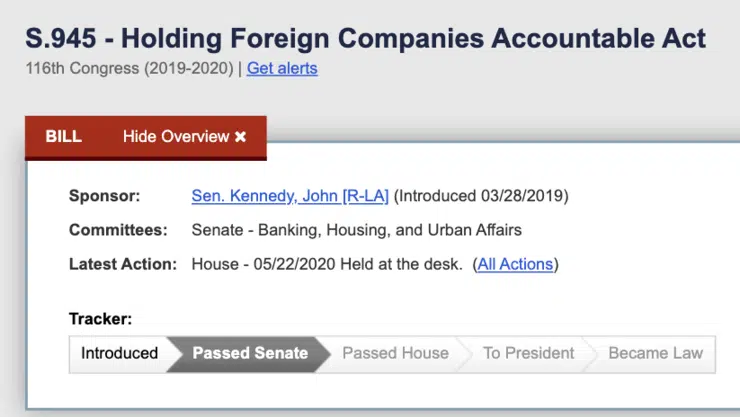 S.945 - Holding Foreign Companies Accountable Act
116th Congress (2019-2020) | Get alerts
BILL Hide Overview ✖
Sponsor: Sen. Kennedy, John [R-LA] (Introduced 03/28/2019)
Committees: Senate - Banking, Housing, and Urban Affairs
Latest Action: House - 05/22/2020 Held at the desk. (All Actions)
Tracker:
Introduced Passed Senate Passed House To President Became Law